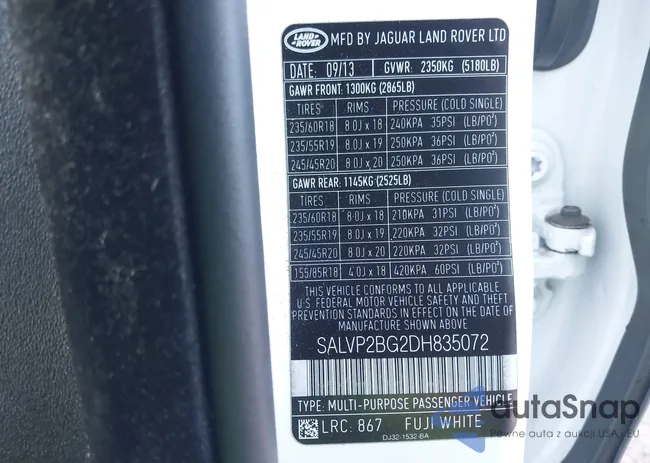 LAND ROVER MFD BY JAGUAR LAND ROVER LTD
DATE: 09/13 GVWR: 2350KG (5180LB)
GAWR FRONT: 1300KG (2865LB)
TIRES RIMS PRESSURE (COLD SINGLE)
235/60R18 8.0J x 18 240KPA 35PSI (LB/PO²)
235/55R19 8.0J x 19 250KPA 36PSI (LB/PO²)
245/45R20 8.0J x 20 250KPA 36PSI (LB/PO²)
GAWR REAR: 1145KG (2525LB)
TIRES RIMS PRESSURE (COLD SINGLE)
235/60R18 8.0J x 18 210KPA 31PSI (LB/PO²)
235/55R19 8.0J x 19 220KPA 32PSI (LB/PO²)
245/45R20 8.0J x 20 220KPA 32PSI (LB/PO²)
155/85R18 4.0J x 18 420KPA 60PSI (LB/PO²)
THIS VEHICLE CONFORMS TO ALL APPLICABLE
U.S. FEDERAL MOTOR VEHICLE SAFETY AND THEFT
PREVENTION STANDARDS IN EFFECT ON THE DATE OF
MANUFACTURE SHOWN ABOVE
SALVP2BG2DH835072
TYPE: MULTI-PURPOSE PASSENGER VEHICLE
LRC: 867 FUJI WHITE
DJ32-1532-BA
autoSnap
Pewne auta z aukcji USA i EU